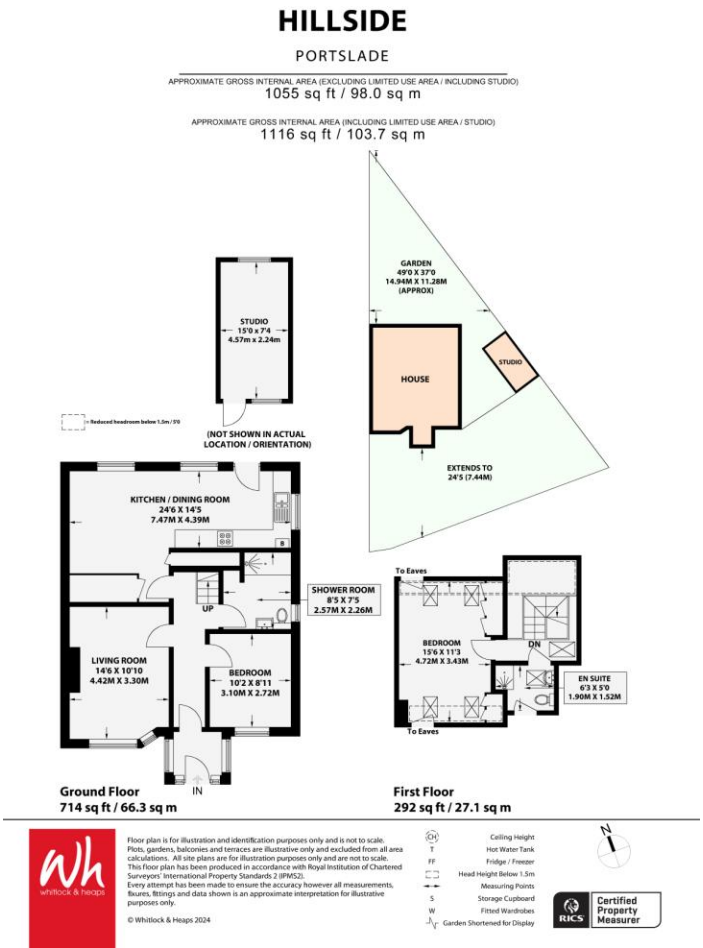 HILLSIDE
PORTSLADE
APPROXIMATE GROSS INTERNAL AREA (EXCLUDING LIMITED USE AREA / INCLUDING STUDIO)
1055 sq ft / 98.0 sq m
APPROXIMATE GROSS INTERNAL AREA (INCLUDING LIMITED USE AREA / STUDIO)
1116 sq ft / 103.7 sq m
GARDEN
49'0 X 37'0
14.94M X 11.28M
(APPROX)
STUDIO
15'0 x 7'4
4.57m x 2.24m
HOUSE
STUDIO
= Reduced headroom below 1.5m / 5'0
(NOT SHOWN IN ACTUAL
LOCATION / ORIENTATION)
EXTENDS TO
24'5 (7.44M)
KITCHEN / DINING ROOM
24'6 X 14'5
7.47M X 4.39M
B
UP
SHOWER ROOM
8'5 X 7'5
2.57M X 2.26M
LIVING ROOM
14'6 X 10'10
4.42M X 3.30M
BEDROOM
10'2 X 8'11
3.10M X 2.72M
IN
To Eaves
BEDROOM
15'6 X 11'3
4.72M X 3.43M
DN
EN SUITE
6'3 X 5'0
1.90M X 1.52M
To Eaves
Ground Floor
714 sq ft / 66.3 sq m
First Floor
292 sq ft / 27.1 sq m
wh
whitlock & heaps
Floor plan is for illustration and identification purposes only and is not to scale.
Plots, gardens, balconies and terraces are illustrative only and excluded from all area
calculations. All site plans are for illustration purposes only and are not to scale.
This floor plan has been produced in accordance with Royal Institution of Chartered
Surveyors' International Property Standards 2 (IPMS2).
Every attempt has been made to ensure the accuracy however all measurements,
fixtures, fittings and data shown is an approximate interpretation for illustrative
purposes only.
© Whitlock & Heaps 2024
CH Ceiling Height
T Hot Water Tank
FF Fridge / Freezer
Head Height Below 1.5m
Measuring Points
S Storage Cupboard
W Fitted Wardrobes
Garden Shortened for Display
N
RICS
Certified
Property
Measurer